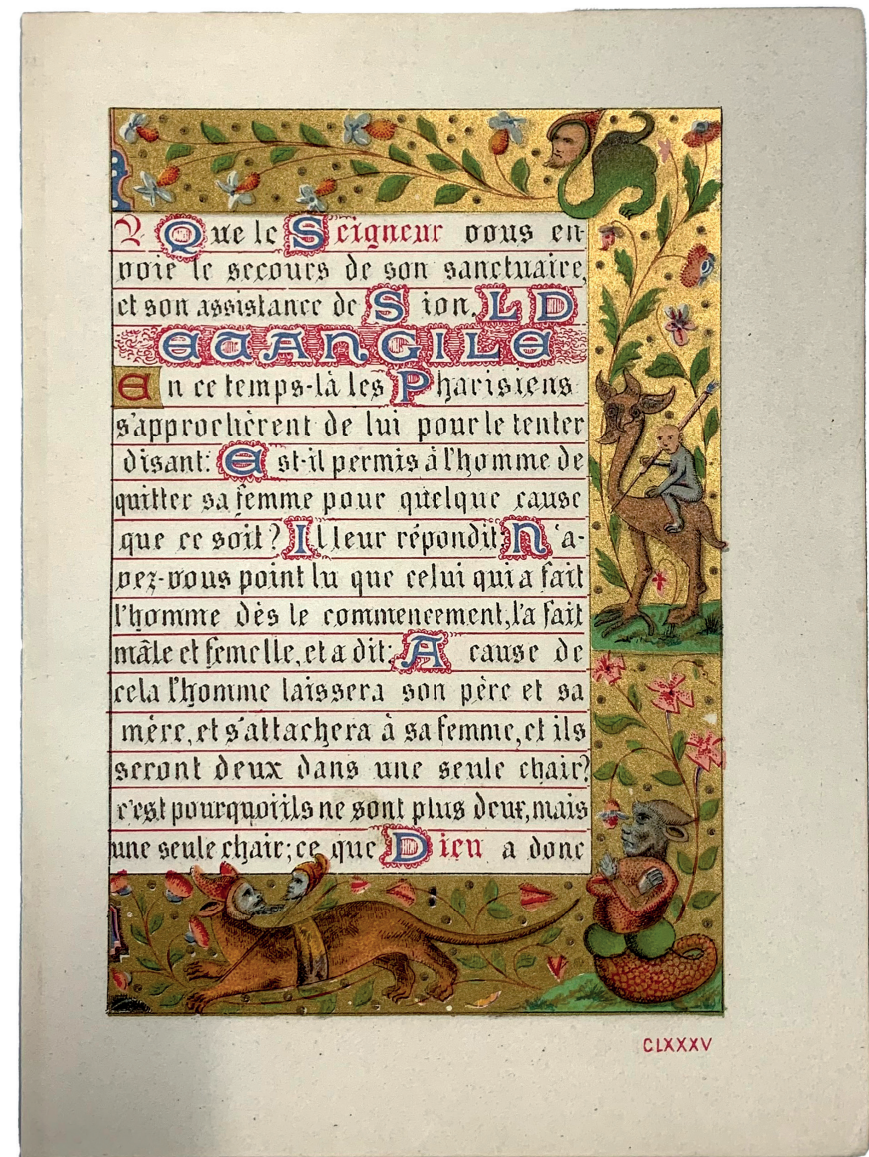 ℣ Que le Seigneur vous en-
voie le secours de son sanctuaire,
et son assistance de Sion. L D
EVANGILE
En ce temps-là les Pharisiens
s'approchèrent de lui pour le tenter
disant: Est-il permis à l'homme de
quitter sa femme pour quelque cause
que ce soit? Il leur répondit: N'a-
vez-vous point lu que celui qui a fait
l'homme dès le commencement, l'a fait
mâle et femelle, et a dit: A cause de
cela l'homme laissera son père et sa
mère, et s'attachera à sa femme, et ils
seront deux dans une seule chair?
c'est pourquoi ils ne sont plus deux, mais
une seule chair; ce que Dieu a donc
CLXXXV